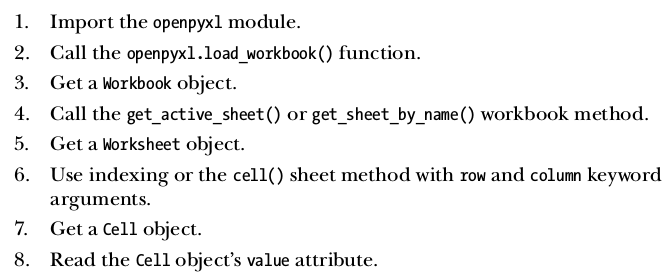 1. Import the openpyxl module.
2. Call the openpyxl.load_workbook() function.
3. Get a Workbook object.
4. Call the get_active_sheet() or get_sheet_by_name() workbook method.
5. Get a Worksheet object.
6. Use indexing or the cell() sheet method with row and column keyword
arguments.
7. Get a Cell object.
8. Read the Cell object’s value attribute.